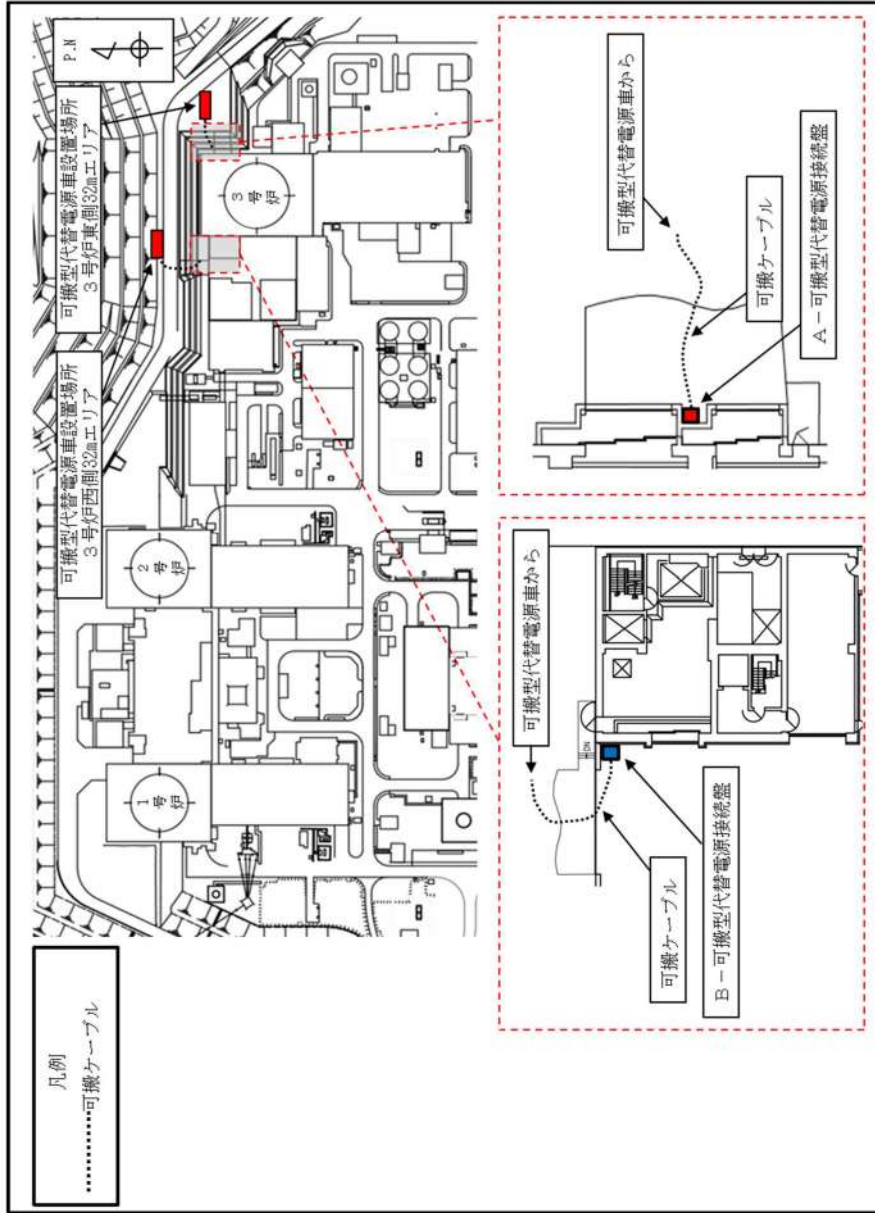 凡例
可搬ケーブル
P.N
可搬型代替電源車設置場所
３号炉西側32mエリア
可搬型代替電源車設置場所
３号炉東側32mエリア
１
号
炉
２
号
炉
３
号
炉
可搬型代替電源車から
可搬ケーブル
B－可搬型代替電源接続盤
DN
可搬型代替電源車から
可搬ケーブル
A－可搬型代替電源接続盤